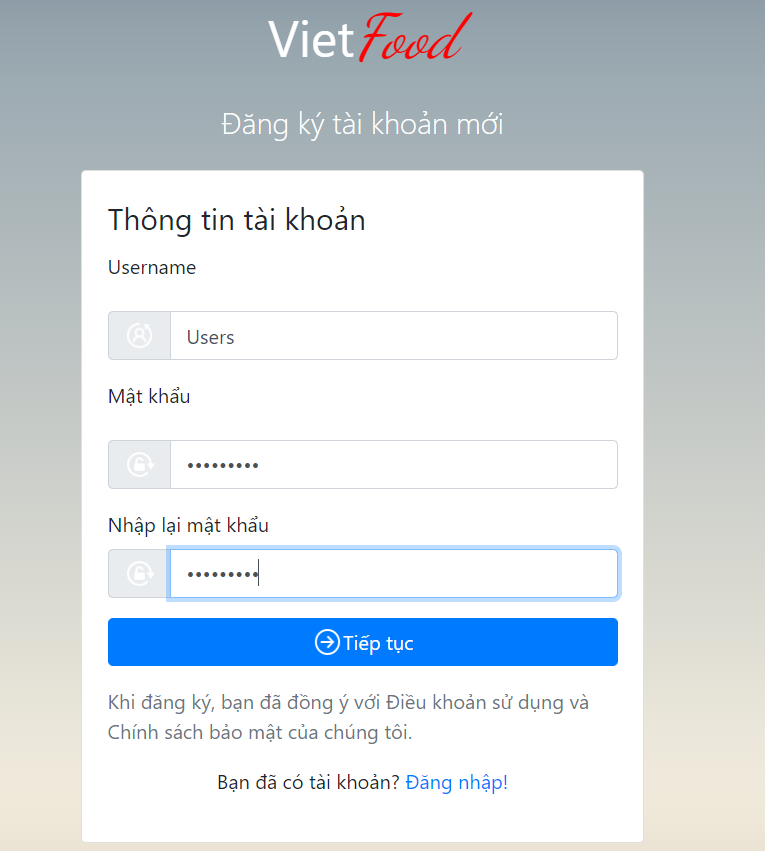 VietFood
Đăng ký tài khoản mới
Thông tin tài khoản
Username
Users
Mật khẩu
•••••••••
Nhập lại mật khẩu
•••••••••
Tiếp tục
Khi đăng ký, bạn đã đồng ý với Điều khoản sử dụng và
Chính sách bảo mật của chúng tôi.
Bạn đã có tài khoản? Đăng nhập!